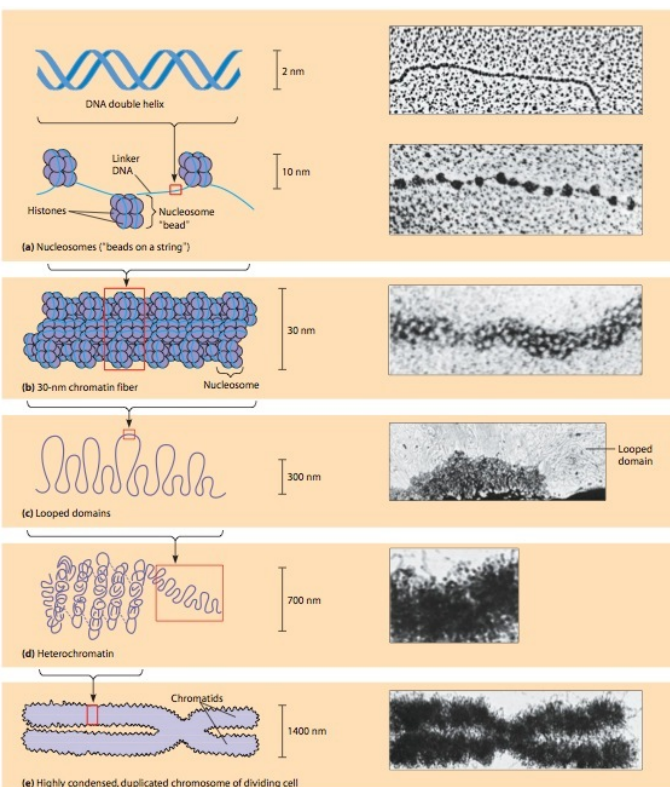 2 nm
DNA double helix
Linker
DNA
10 nm
Histones
Nucleosome
"bead"
(a) Nucleosomes ("beads on a string")
30 nm
Nucleosome
(b) 30-nm chromatin fiber
Looped
domain
300 nm
(c) Looped domains
700 nm
(d) Heterochromatin
Chromatids
1400 nm
(e) Highly condensed, duplicated chromosome of dividing cell